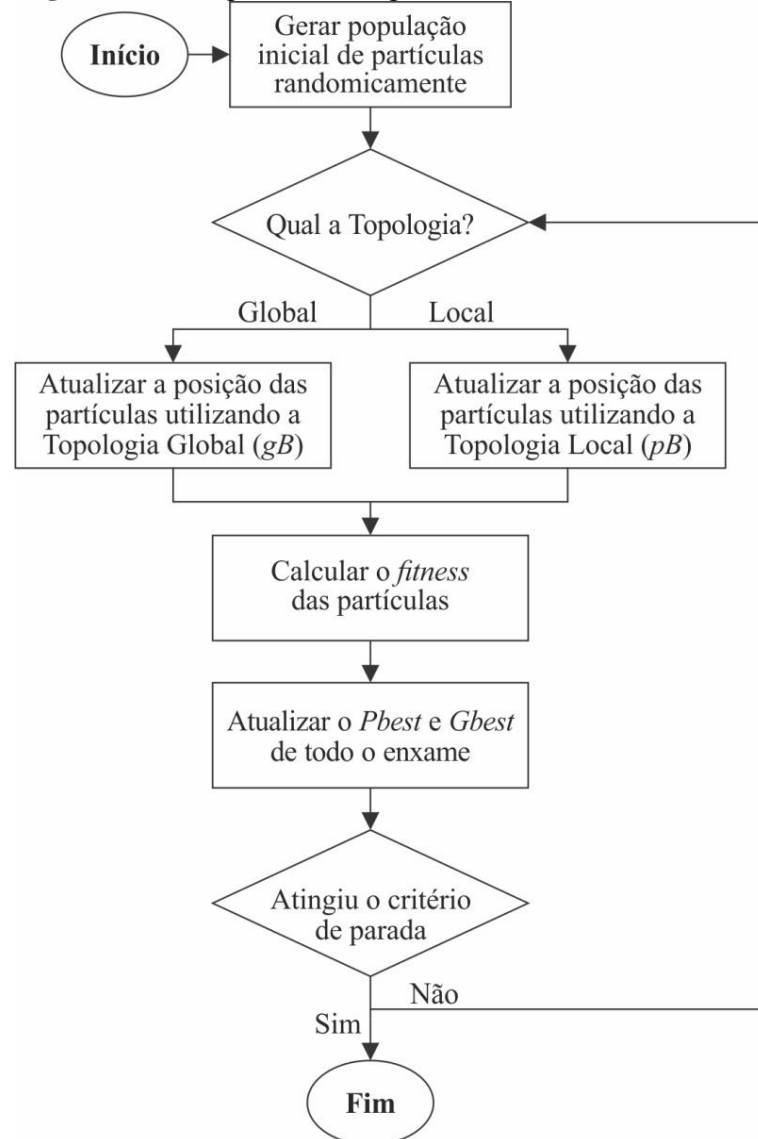 Início
Gerar população
inicial de partículas
randomicamente
Qual a Topologia?
Global
Local
Atualizar a posição das
partículas utilizando a
Topologia Global (gB)
Atualizar a posição das
partículas utilizando a
Topologia Local (pB)
Calcular o fitness
das partículas
Atualizar o Pbest e Gbest
de todo o enxame
Atingiu o critério
de parada
Não
Sim
Fim